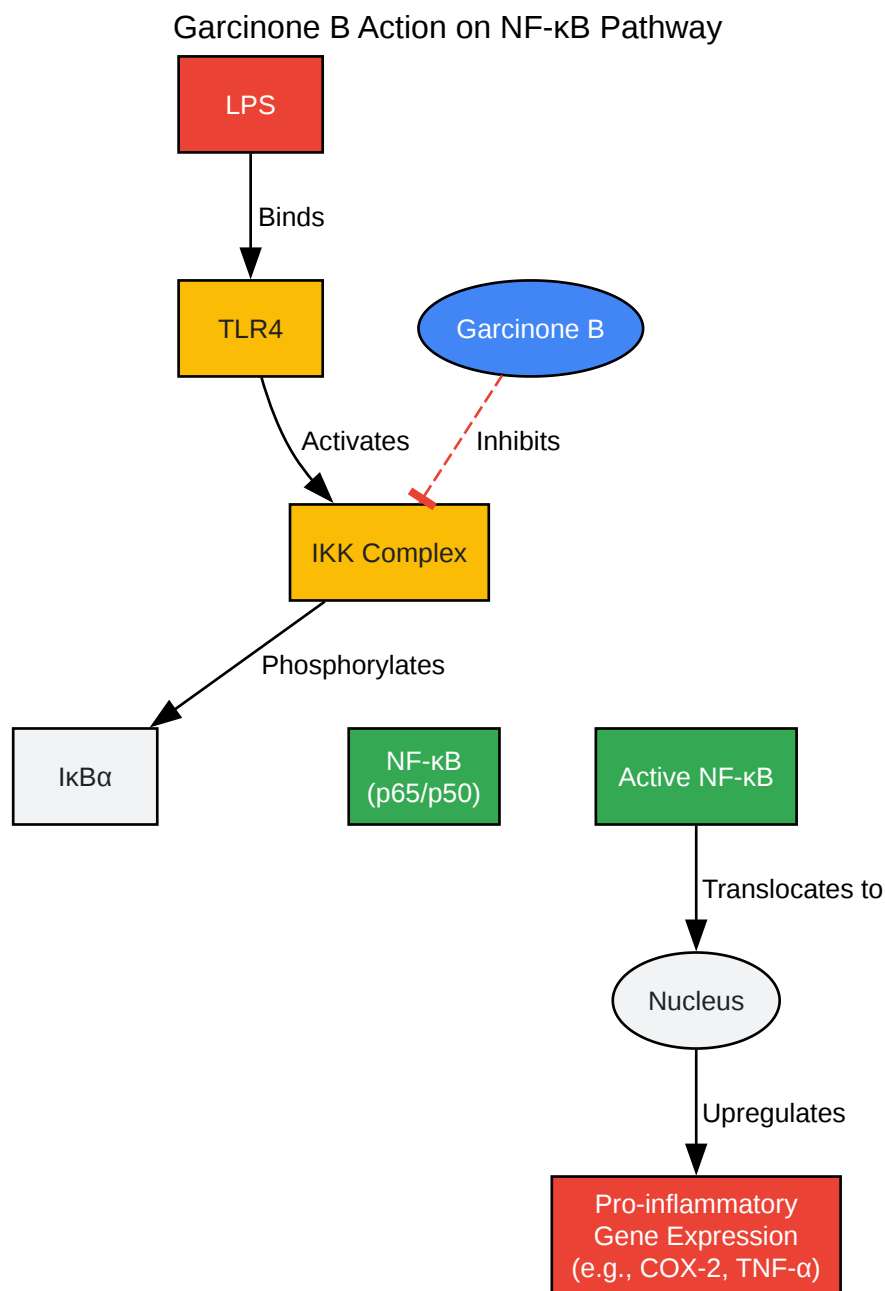 Garcinone B Action on NF-κB Pathway
LPS
Binds
TLR4
Garcinone B
Activates
Inhibits
IKK Complex
Phosphorylates
IκBα
NF-κB
(p65/p50)
Active NF-κB
Translocates to
Nucleus
Upregulates
Pro-inflammatory
Gene Expression
(e.g., COX-2, TNF-α)